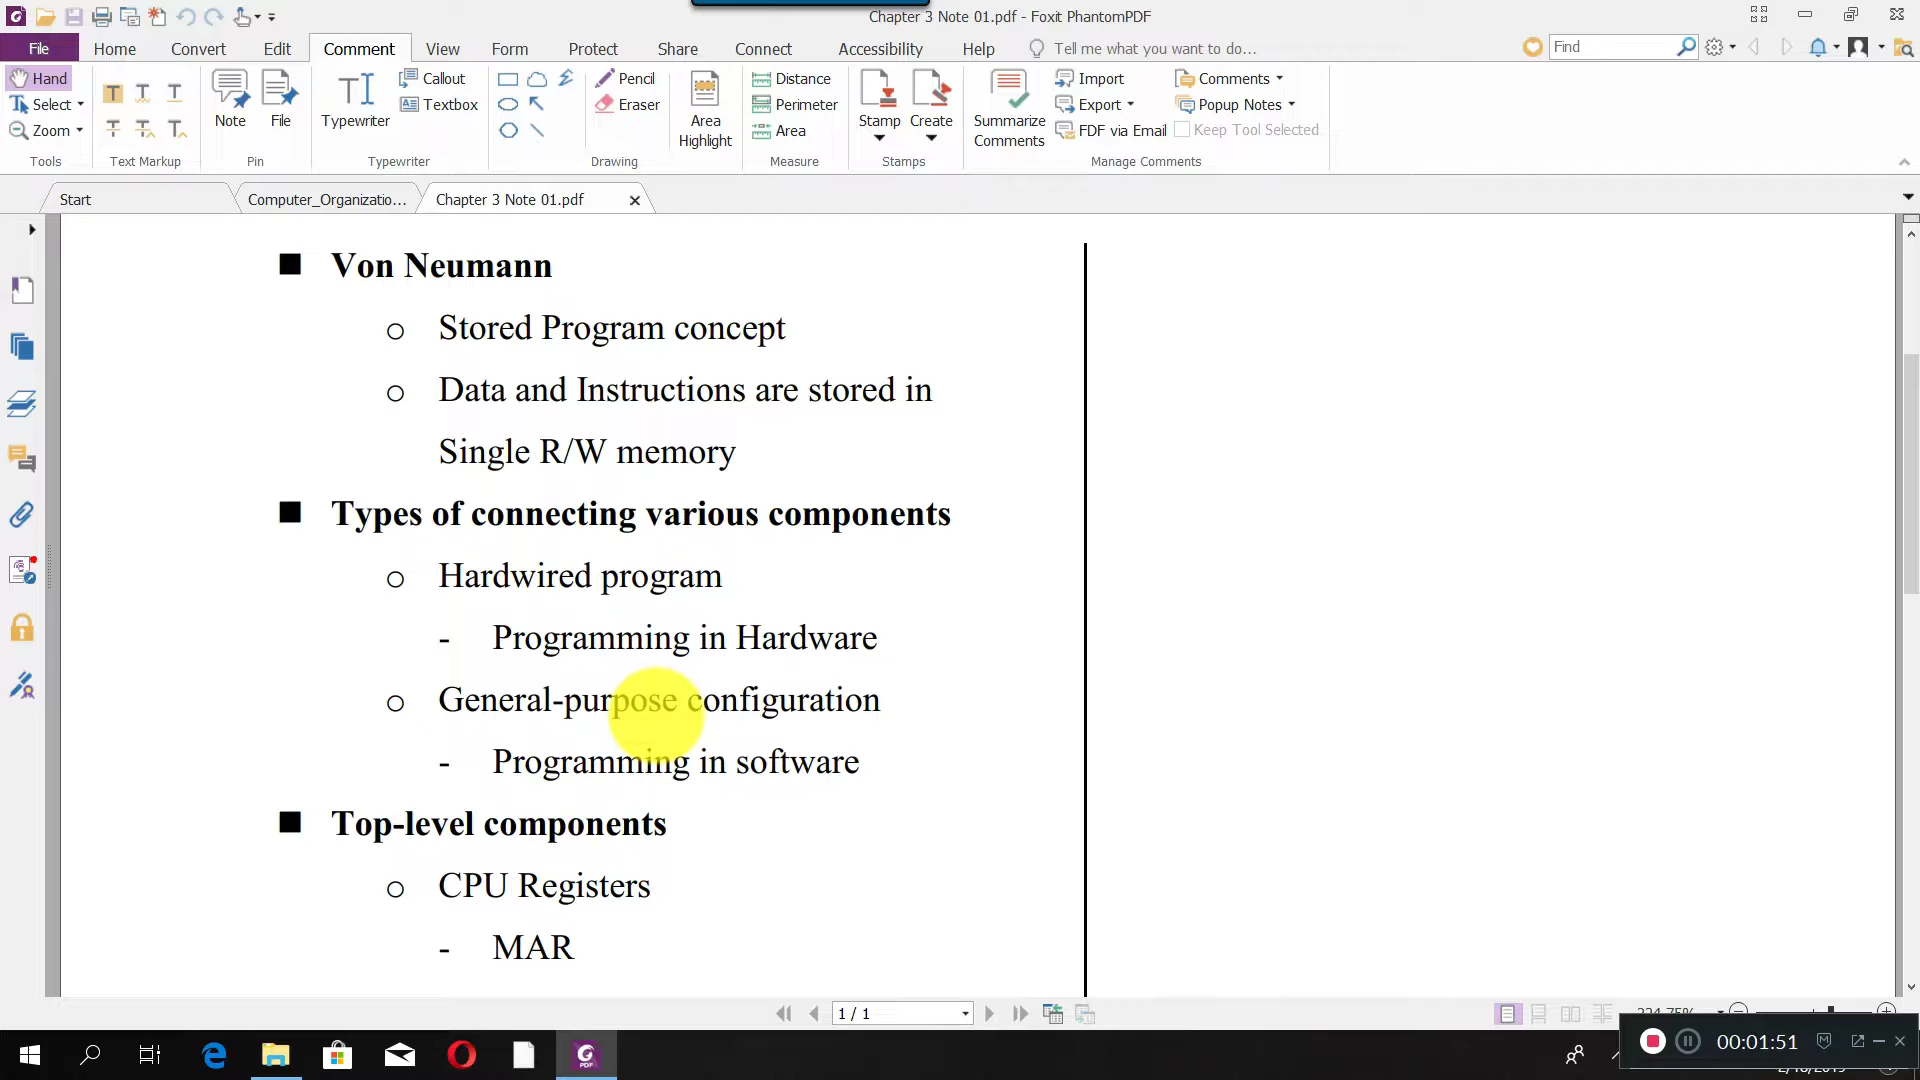 Chapter 3 Note 01.pdf - Foxit PhantomPDF
File Home Convert Edit Comment View Form Protect Share Connect Accessibility Help Tell me what you want to do... Find
Hand
Select
Zoom
Tools
Text Markup
Note
File
Pin
Typewriter
Callout
Textbox
Typewriter
Pencil
Eraser
Drawing
Area
Highlight
Distance
Perimeter
Area
Measure
Stamp
Create
Stamps
Summarize
Comments
Import
Export
FDF via Email
Comments
Popup Notes
Keep Tool Selected
Manage Comments
Start Computer_Organizatio... Chapter 3 Note 01.pdf
■ Von Neumann
o Stored Program concept
o Data and Instructions are stored in
Single R/W memory
■ Types of connecting various components
o Hardwired program
- Programming in Hardware
o General-purpose configuration
- Programming in software
■ Top-level components
o CPU Registers
- MAR
1 / 1
00:01:51